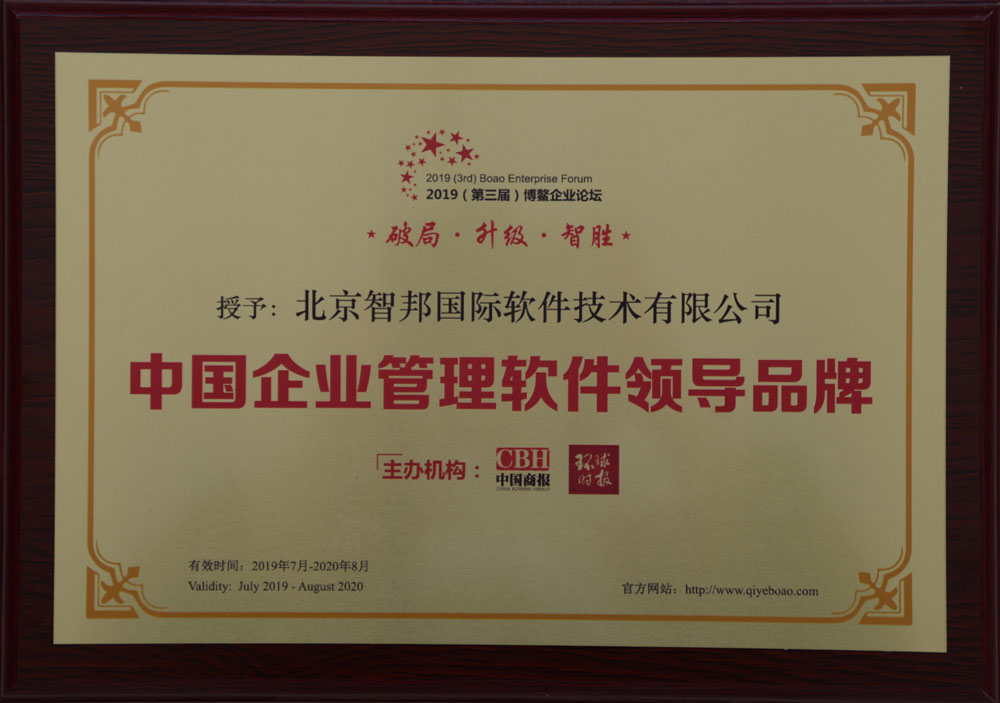 2019 (3rd) Boao Enterprise Forum
2019（第三届）博鳌企业论坛
破局·升级·智胜
授予：北京智邦国际软件技术有限公司
中国企业管理软件领导品牌
主办机构：
CBH
中国商报
CHINA BUSINESS HERALD
环球时报
有效时间：2019年7月-2020年8月
Validity: July 2019 - August 2020
官方网站：http://www.qiyeboao.com